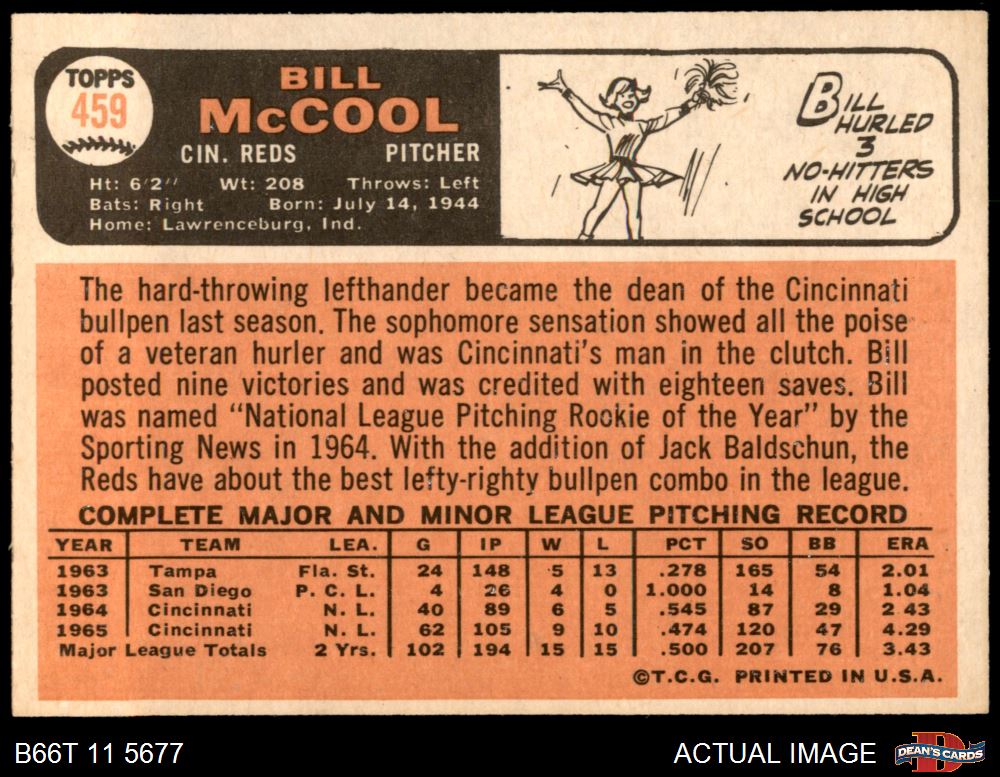 TOPPS
459
BILL
McCOOL
CIN. REDS PITCHER
Ht: 6'2" Wt: 208 Throws: Left
Bats: Right Born: July 14, 1944
Home: Lawrenceburg, Ind.
BILL
HURLED
3
NO-HITTERS
IN HIGH
SCHOOL
The hard-throwing lefthander became the dean of the Cincinnati
bullpen last season. The sophomore sensation showed all the poise
of a veteran hurler and was Cincinnati's man in the clutch. Bill
posted nine victories and was credited with eighteen saves. Bill
was named "National League Pitching Rookie of the Year" by the
Sporting News in 1964. With the addition of Jack Baldschun, the
Reds have about the best lefty-righty bullpen combo in the league.
COMPLETE MAJOR AND MINOR LEAGUE PITCHING RECORD
YEAR TEAM LEA. G IP W L PCT SO BB ERA
1963 Tampa Fla. St. 24 148 5 13 .278 165 54 2.01
1963 San Diego P. C. L. 4 26 4 0 1.000 14 8 1.04
1964 Cincinnati N. L. 40 89 6 5 .545 87 29 2.43
1965 Cincinnati N. L. 62 105 9 10 .474 120 47 4.29
Major League Totals 2 Yrs. 102 194 15 15 .500 207 76 3.43
©T.C.G. PRINTED IN U.S.A.
B66T 11 5677 ACTUAL IMAGE
DEAN'S CARDS